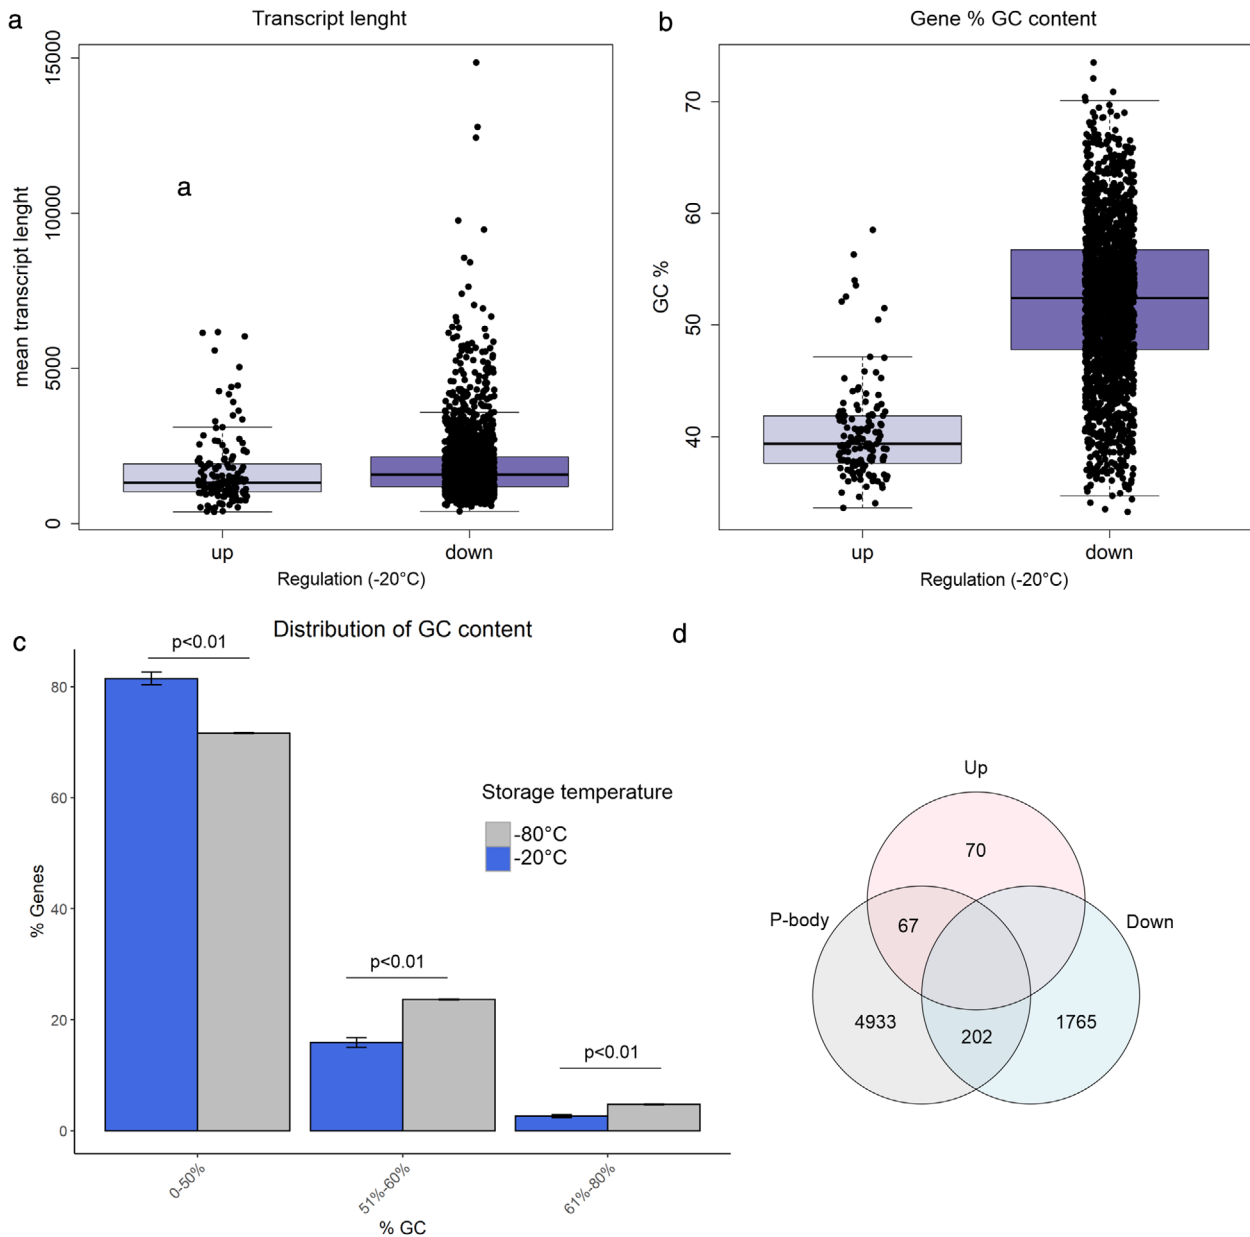 a
Transcript lenght
mean transcript lenght
15000
10000
5000
0
a
up
down
Regulation (-20°C)
b
Gene % GC content
GC %
70
60
50
40
up
down
Regulation (-20°C)
c
Distribution of GC content
p<0.01
p<0.01
p<0.01
% Genes
80
60
40
20
0
Storage temperature
-80°C
-20°C
0-50%
51%-60%
61%-80%
% GC
d
Up
70
P-body
67
Down
4933
202
1765